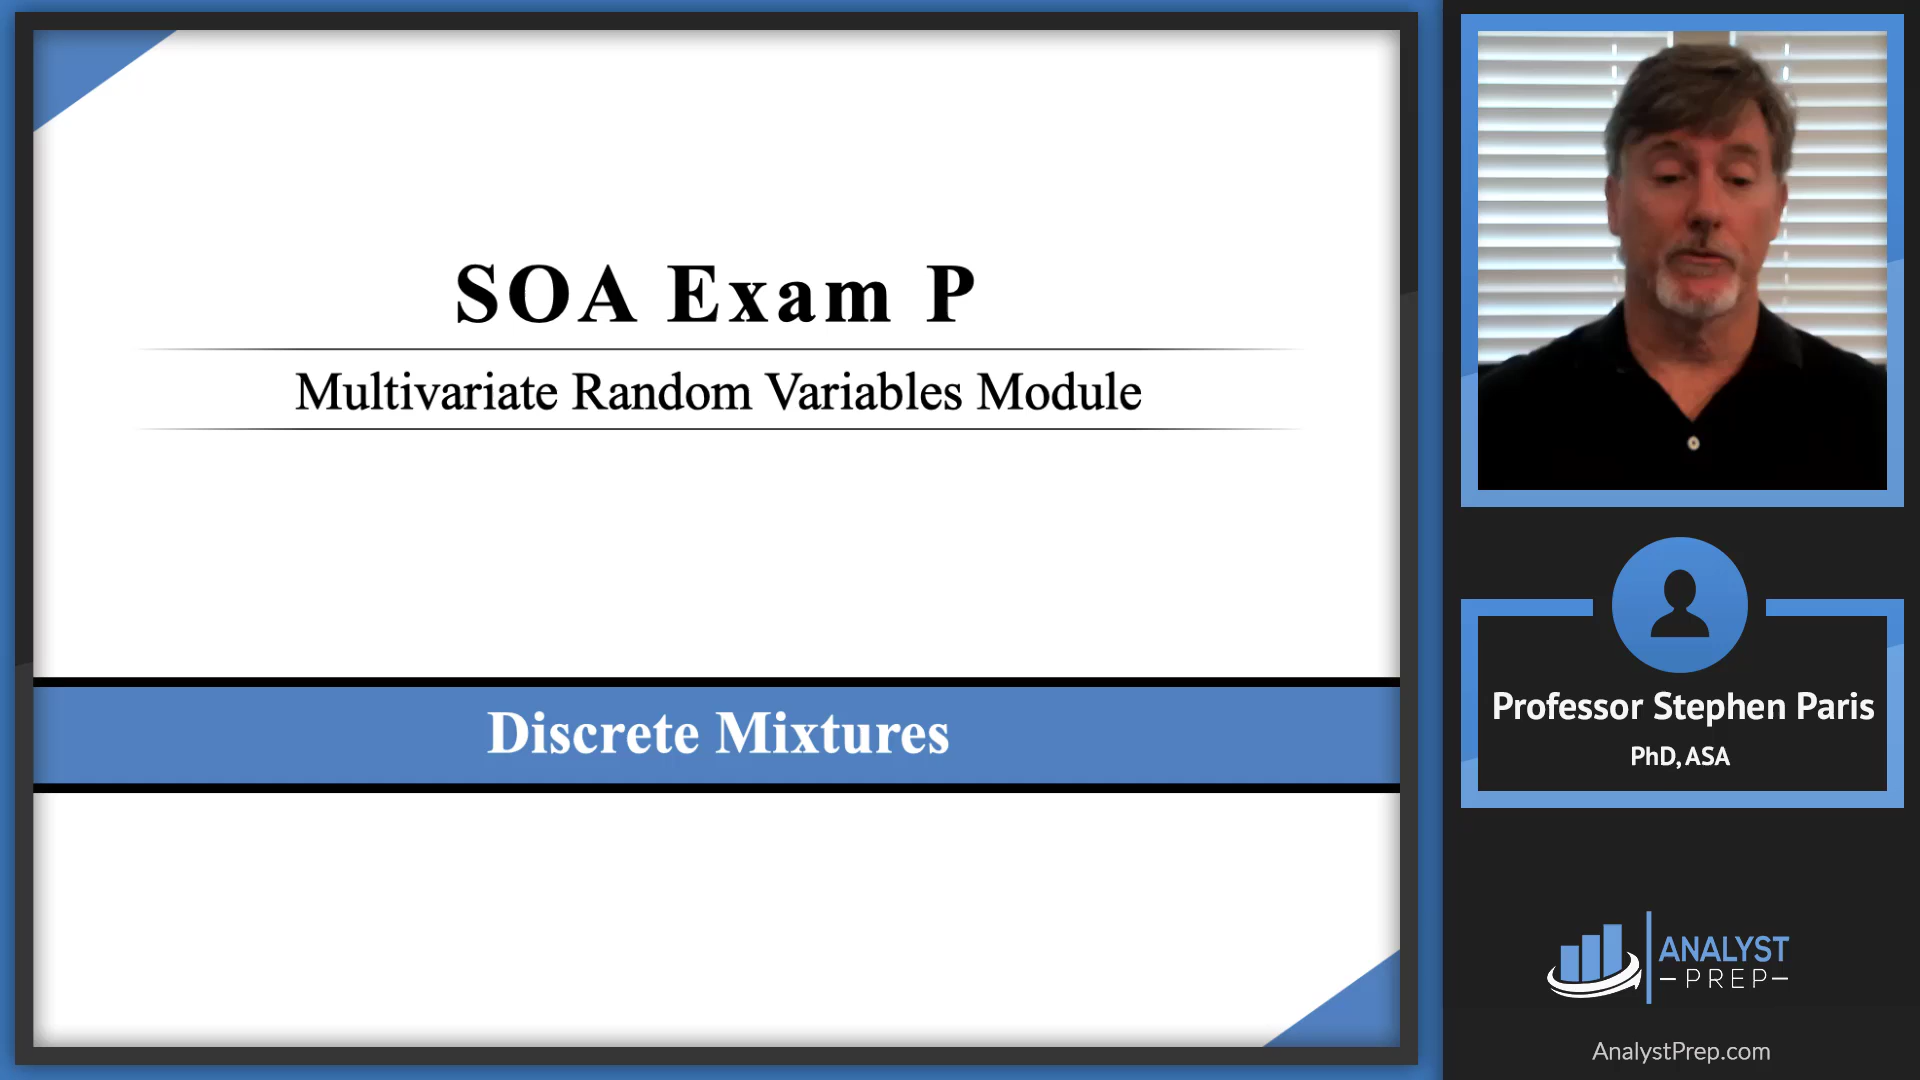 SOA Exam P
Multivariate Random Variables Module
Discrete Mixtures
Professor Stephen Paris
PhD, ASA
ANALYST
PREP
AnalystPrep.com